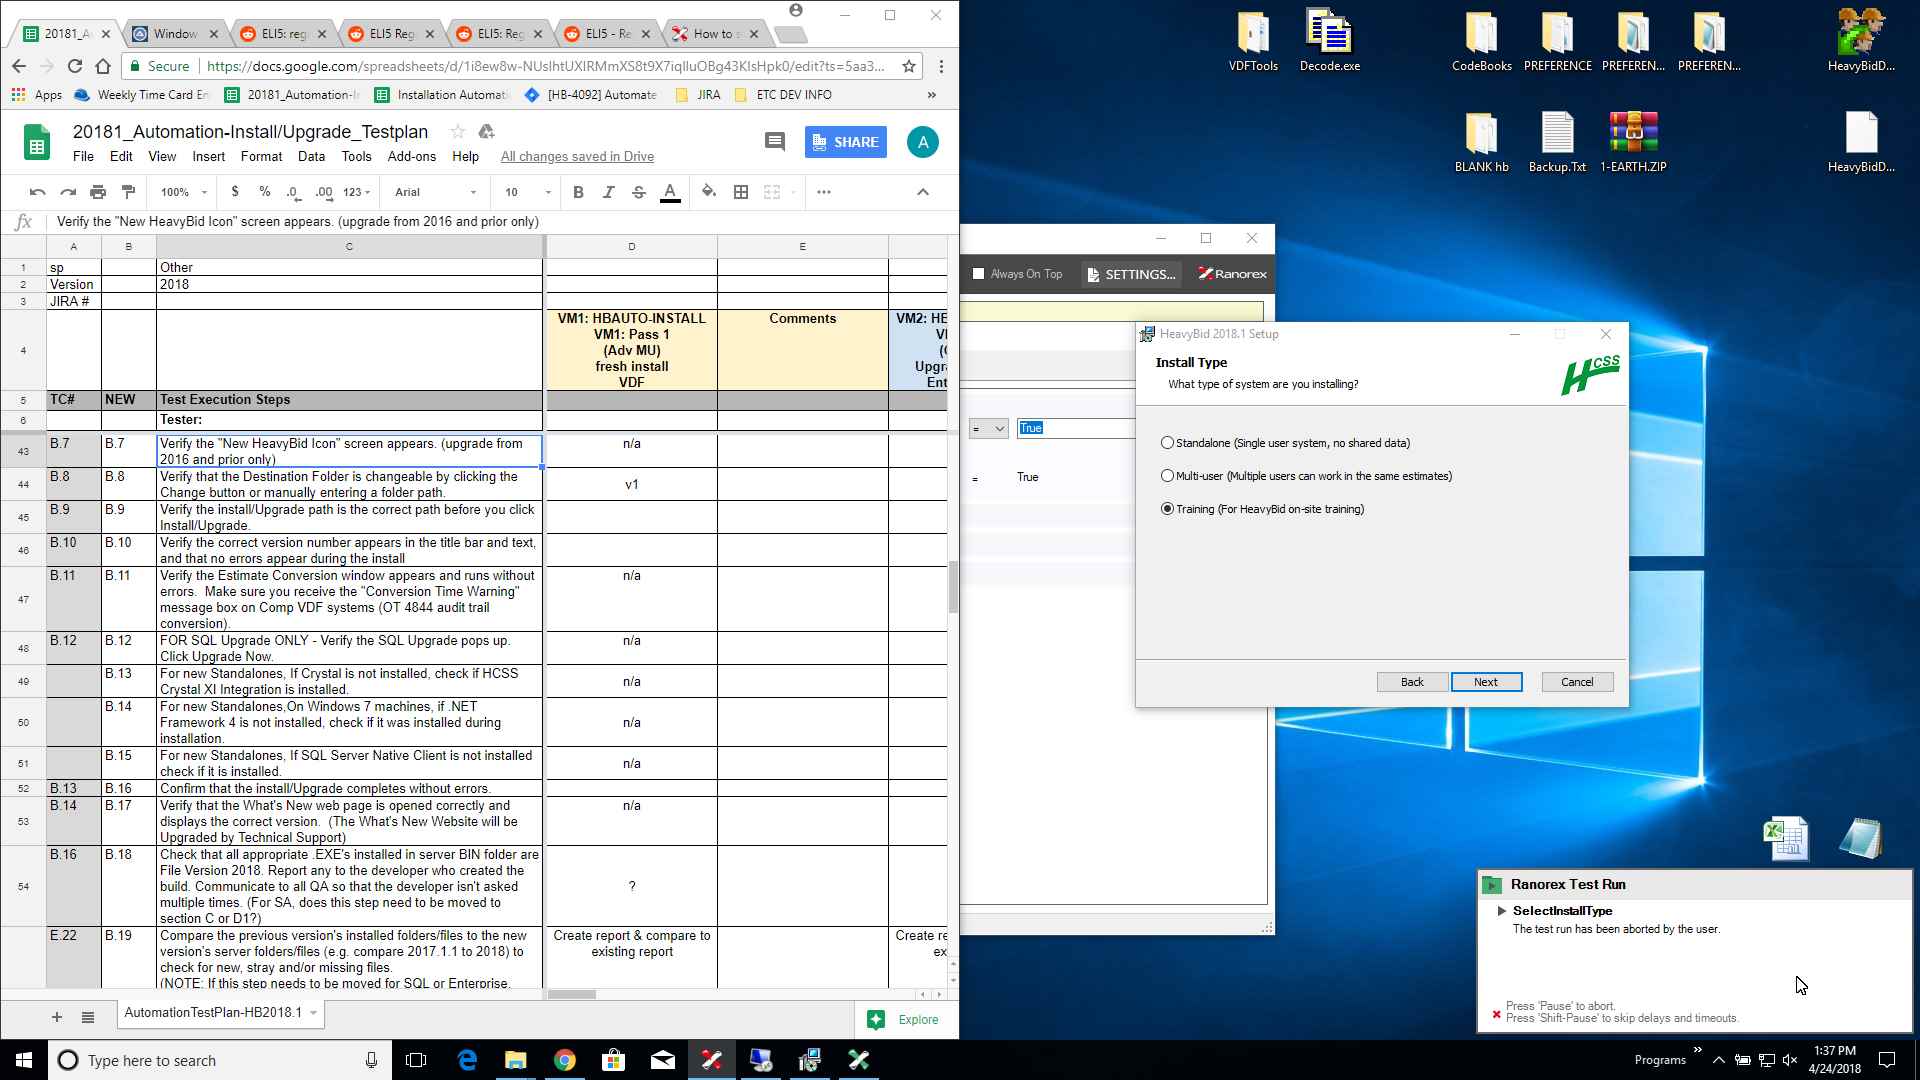 20181_A
Window
ELI5: reg
ELI5 Reg
ELI5: Reg
ELI5 - Re
How to s
Secure
https://docs.google.com/spreadsheets/d/1i8ew8w-NUsIhtUXIRMmXS8t9X7iqIluOBg43KIsHpk0/edit?ts=5aa3...
Apps
Weekly Time Card En
20181_Automation-I
Installation Automati
[HB-4092] Automate
JIRA
ETC DEV INFO
»
20181_Automation-Install/Upgrade_Testplan
File Edit View Insert Format Data Tools Add-ons Help
All changes saved in Drive
SHARE
A
100%
$ % .0 .00 123
Arial
10
B I S A
fx
Verify the "New HeavyBid Icon" screen appears. (upgrade from 2016 and prior only)
A B C D E
1 sp Other
2 Version 2018
3 JIRA #
4
VM1: HBAUTO-INSTALL
VM1: Pass 1
(Adv MU)
fresh install
VDF
Comments
VM2: HE
VI
(C
Upgra
Ent
5 TC# NEW Test Execution Steps
6 Tester:
43 B.7 B.7 Verify the "New HeavyBid Icon" screen appears. (upgrade from n/a
2016 and prior only)
44 B.8 B.8 Verify that the Destination Folder is changeable by clicking the v1
Change button or manually entering a folder path.
45 B.9 B.9 Verify the install/Upgrade path is the correct path before you click
Install/Upgrade.
46 B.10 B.10 Verify the correct version number appears in the title bar and text,
and that no errors appear during the install
47 B.11 B.11 Verify the Estimate Conversion window appears and runs without n/a
errors. Make sure you receive the "Conversion Time Warning"
message box on Comp VDF systems (OT 4844 audit trail
conversion).
48 B.12 B.12 FOR SQL Upgrade ONLY - Verify the SQL Upgrade pops up. n/a
Click Upgrade Now.
49 B.13 For new Standalones, If Crystal is not installed, check if HCSS n/a
Crystal XI Integration is installed.
50 B.14 For new Standalones,On Windows 7 machines, if .NET n/a
Framework 4 is not installed, check if it was installed during
installation.
51 B.15 For new Standalones, If SQL Server Native Client is not installed n/a
check if it is installed.
52 B.13 B.16 Confirm that the install/Upgrade completes without errors.
53 B.14 B.17 Verify that the What's New web page is opened correctly and n/a
displays the correct version. (The What's New Website will be
Upgraded by Technical Support)
54 B.16 B.18 Check that all appropriate .EXE's installed in server BIN folder are ?
File Version 2018. Report any to the developer who created the
build. Communicate to all QA so that the developer isn't asked
multiple times. (For SA, does this step need to be moved to
section C or D1?)
E.22 B.19 Compare the previous version's installed folders/files to the new Create report & compare to Create re
version's server folders/files (e.g. compare 2017.1.1 to 2018) to existing report ex
check for new, stray and/or missing files.
(NOTE: If this step needs to be moved for SQL or Enterprise,
AutomationTestPlan-HB2018.1
Explore
VDFTools
Decode.exe
CodeBooks
PREFERENCE
PREFEREN...
PREFEREN...
HeavyBidD...
BLANK hb
Backup.Txt
1-EARTH.ZIP
HeavyBidD...
Always On Top
SETTINGS...
Ranorex
= True
= True
HeavyBid 2018.1 Setup
Install Type
What type of system are you installing?
HCSS
Standalone (Single user system, no shared data)
Multi-user (Multiple users can work in the same estimates)
Training (For HeavyBid on-site training)
Back
Next
Cancel
Ranorex Test Run
SelectInstallType
The test run has been aborted by the user.
Press 'Pause' to abort.
Press 'Shift-Pause' to skip delays and timeouts.
Type here to search
Programs
»
1:37 PM
4/24/2018